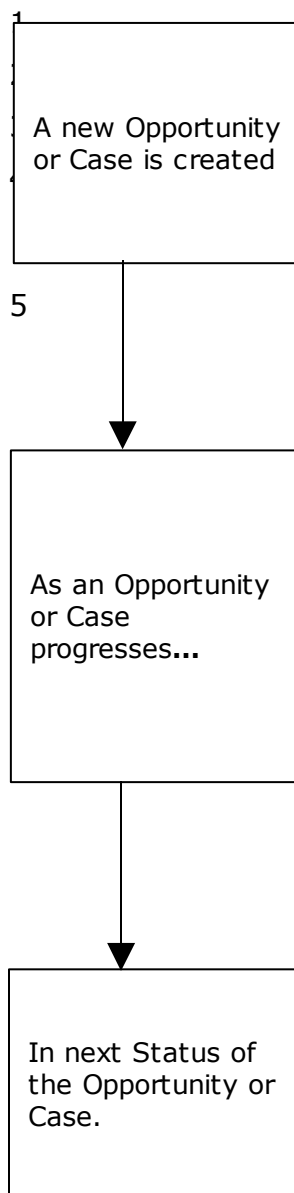 1
A new Opportunity
or Case is created
5
As an Opportunity
or Case
progresses...
In next Status of
the Opportunity or
Case.